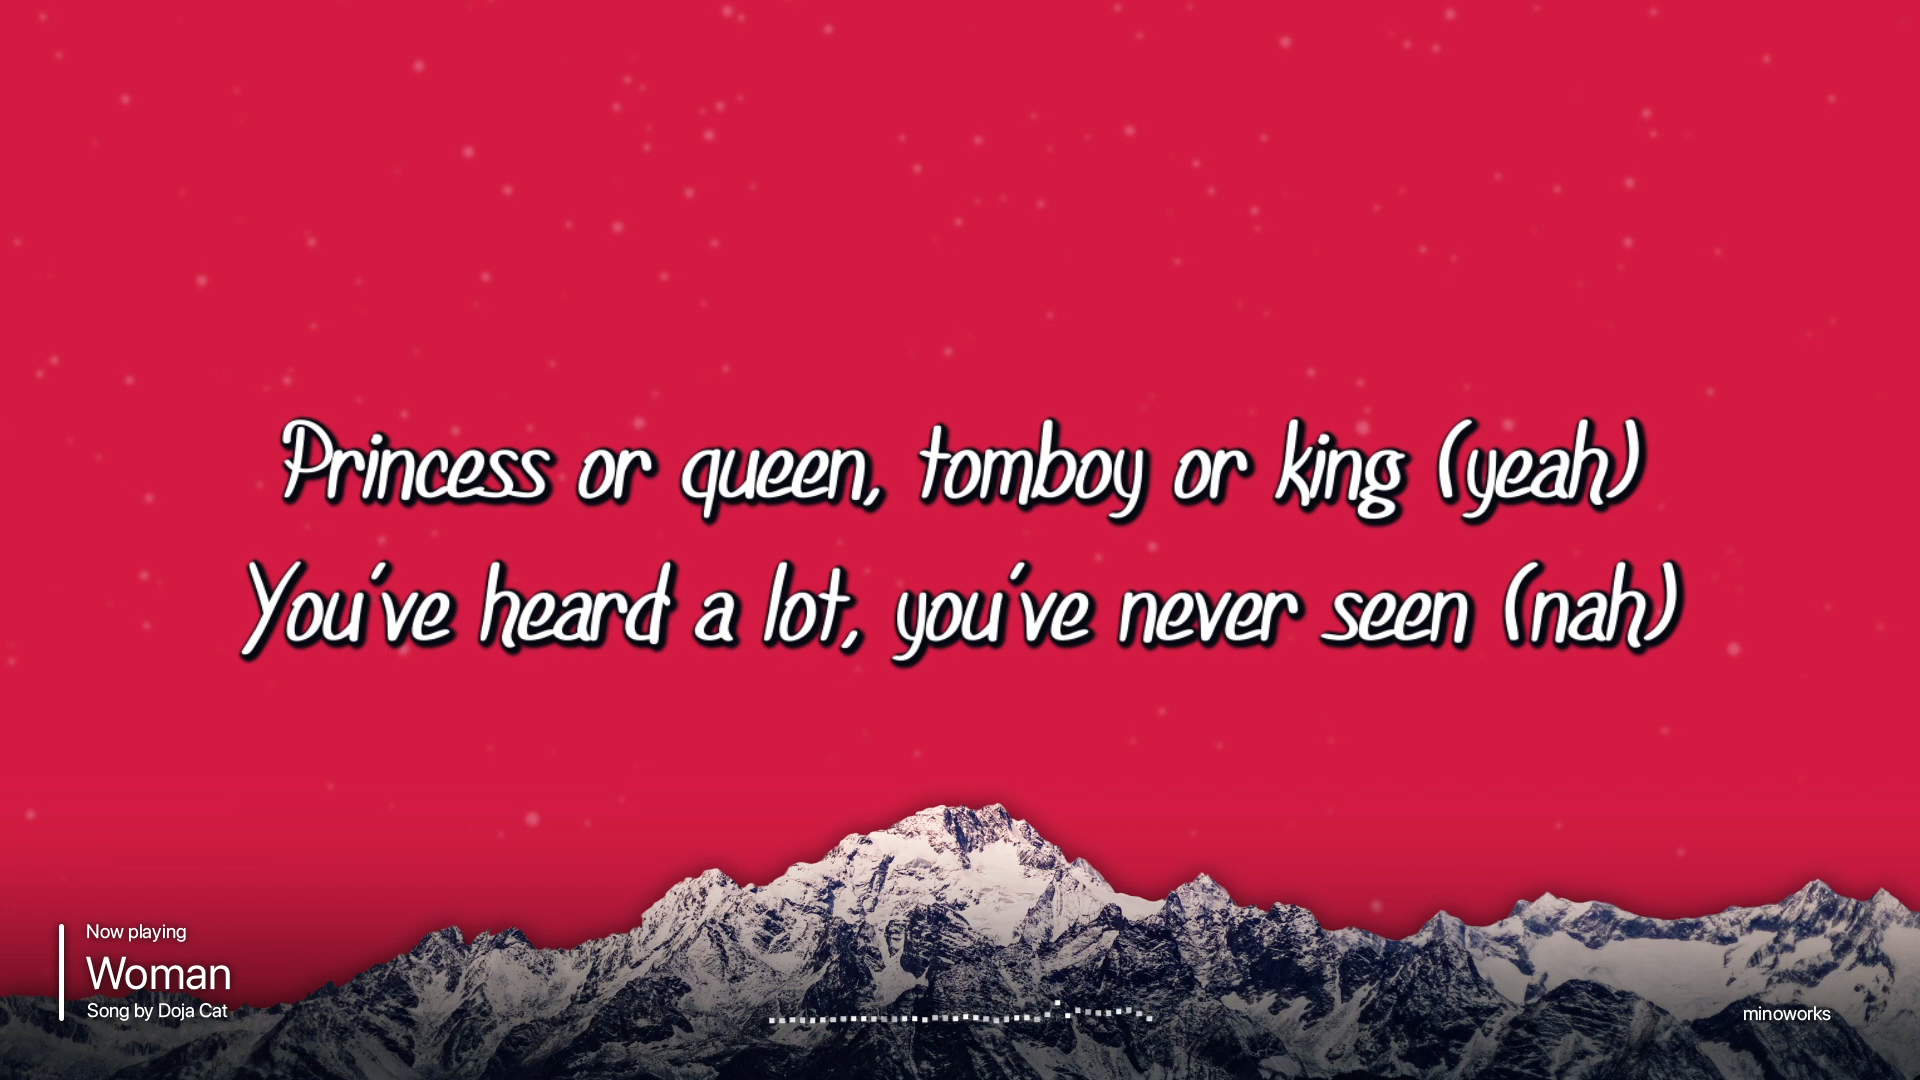 Princess or queen, tomboy or king (yeah)
You've heard a lot, you've never seen (nah)
Now playing
Woman
Song by Doja Cat
minoworks